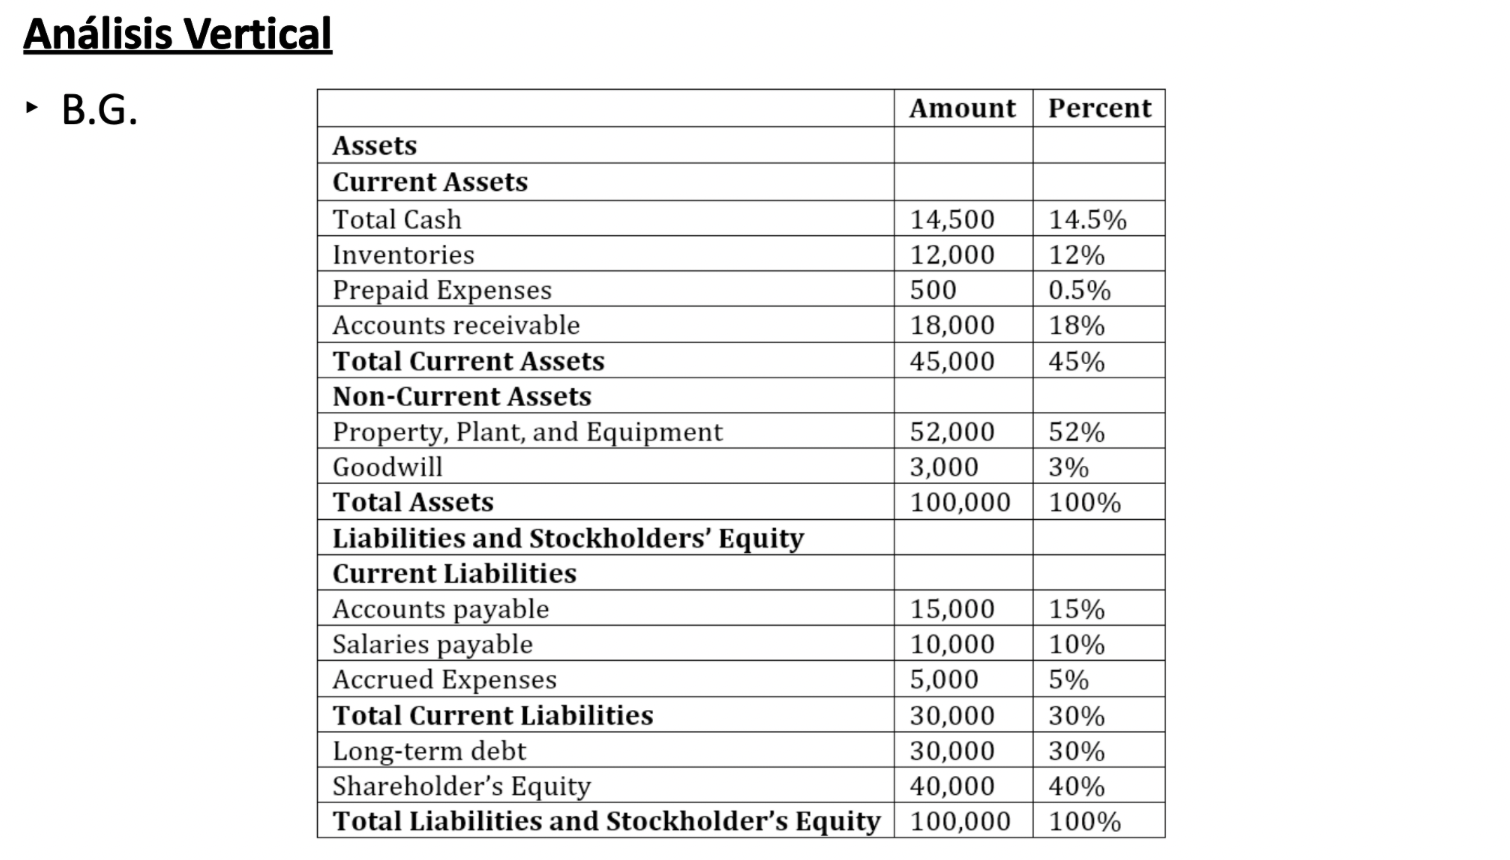 Análisis Vertical
‣ B.G.
Amount Percent
Assets
Current Assets
Total Cash 14,500 14.5%
Inventories 12,000 12%
Prepaid Expenses 500 0.5%
Accounts receivable 18,000 18%
Total Current Assets 45,000 45%
Non-Current Assets
Property, Plant, and Equipment 52,000 52%
Goodwill 3,000 3%
Total Assets 100,000 100%
Liabilities and Stockholders’ Equity
Current Liabilities
Accounts payable 15,000 15%
Salaries payable 10,000 10%
Accrued Expenses 5,000 5%
Total Current Liabilities 30,000 30%
Long-term debt 30,000 30%
Shareholder’s Equity 40,000 40%
Total Liabilities and Stockholder’s Equity 100,000 100%